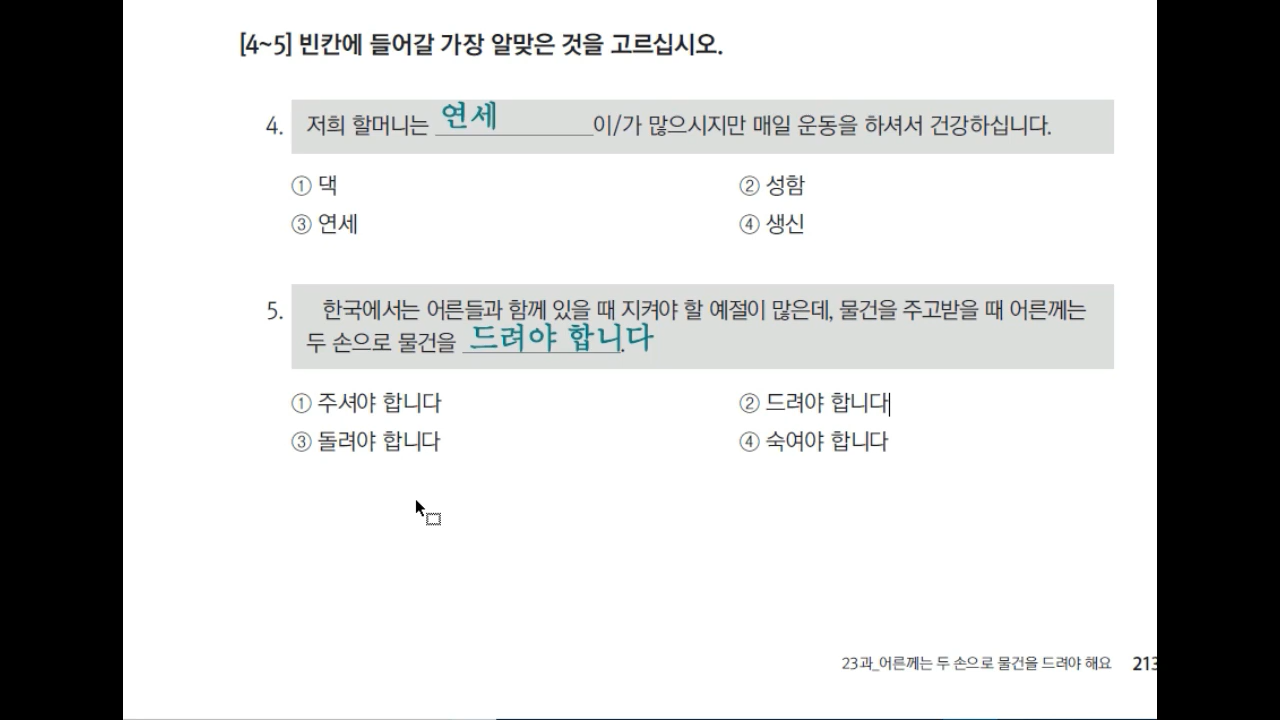 [4~5] 빈칸에 들어갈 가장 알맞은 것을 고르십시오.
4. 저희 할머니는 연세이/가 많으시지만 매일 운동을 하셔서 건강하십니다.
① 댁 ② 성함
③ 연세 ④ 생신
5. 한국에서는 어른들과 함께 있을 때 지켜야 할 예절이 많은데, 물건을 주고받을 때 어른께는
두 손으로 물건을 드려야 합니다.
① 주셔야 합니다 ② 드려야 합니다
③ 돌려야 합니다 ④ 숙여야 합니다
23과_어른께는 두 손으로 물건을 드려야 해요 213